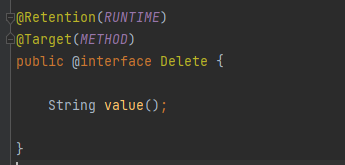 @Retention(RUNTIME)
@Target(METHOD)
public @interface Delete {
String value();
}